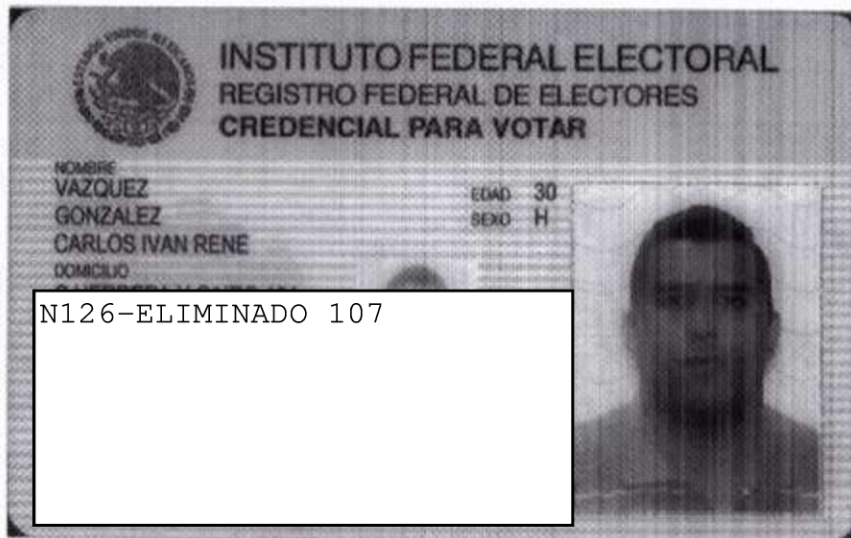 INSTITUTO FEDERAL ELECTORAL
REGISTRO FEDERAL DE ELECTORES
CREDENCIAL PARA VOTAR
NOMBRE
VAZQUEZ
GONZALEZ
CARLOS IVAN RENE
EDAD 30
SEXO H
DOMICILIO
N126-ELIMINADO 107